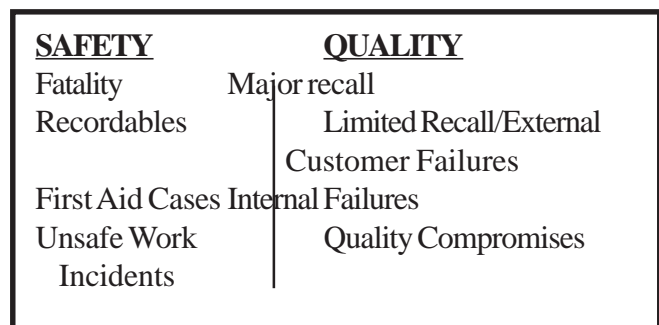 SAFETY QUALITY
Fatality Major recall
Recordables Limited Recall/External
Customer Failures
First Aid Cases Internal Failures
Unsafe Work Quality Compromises
Incidents